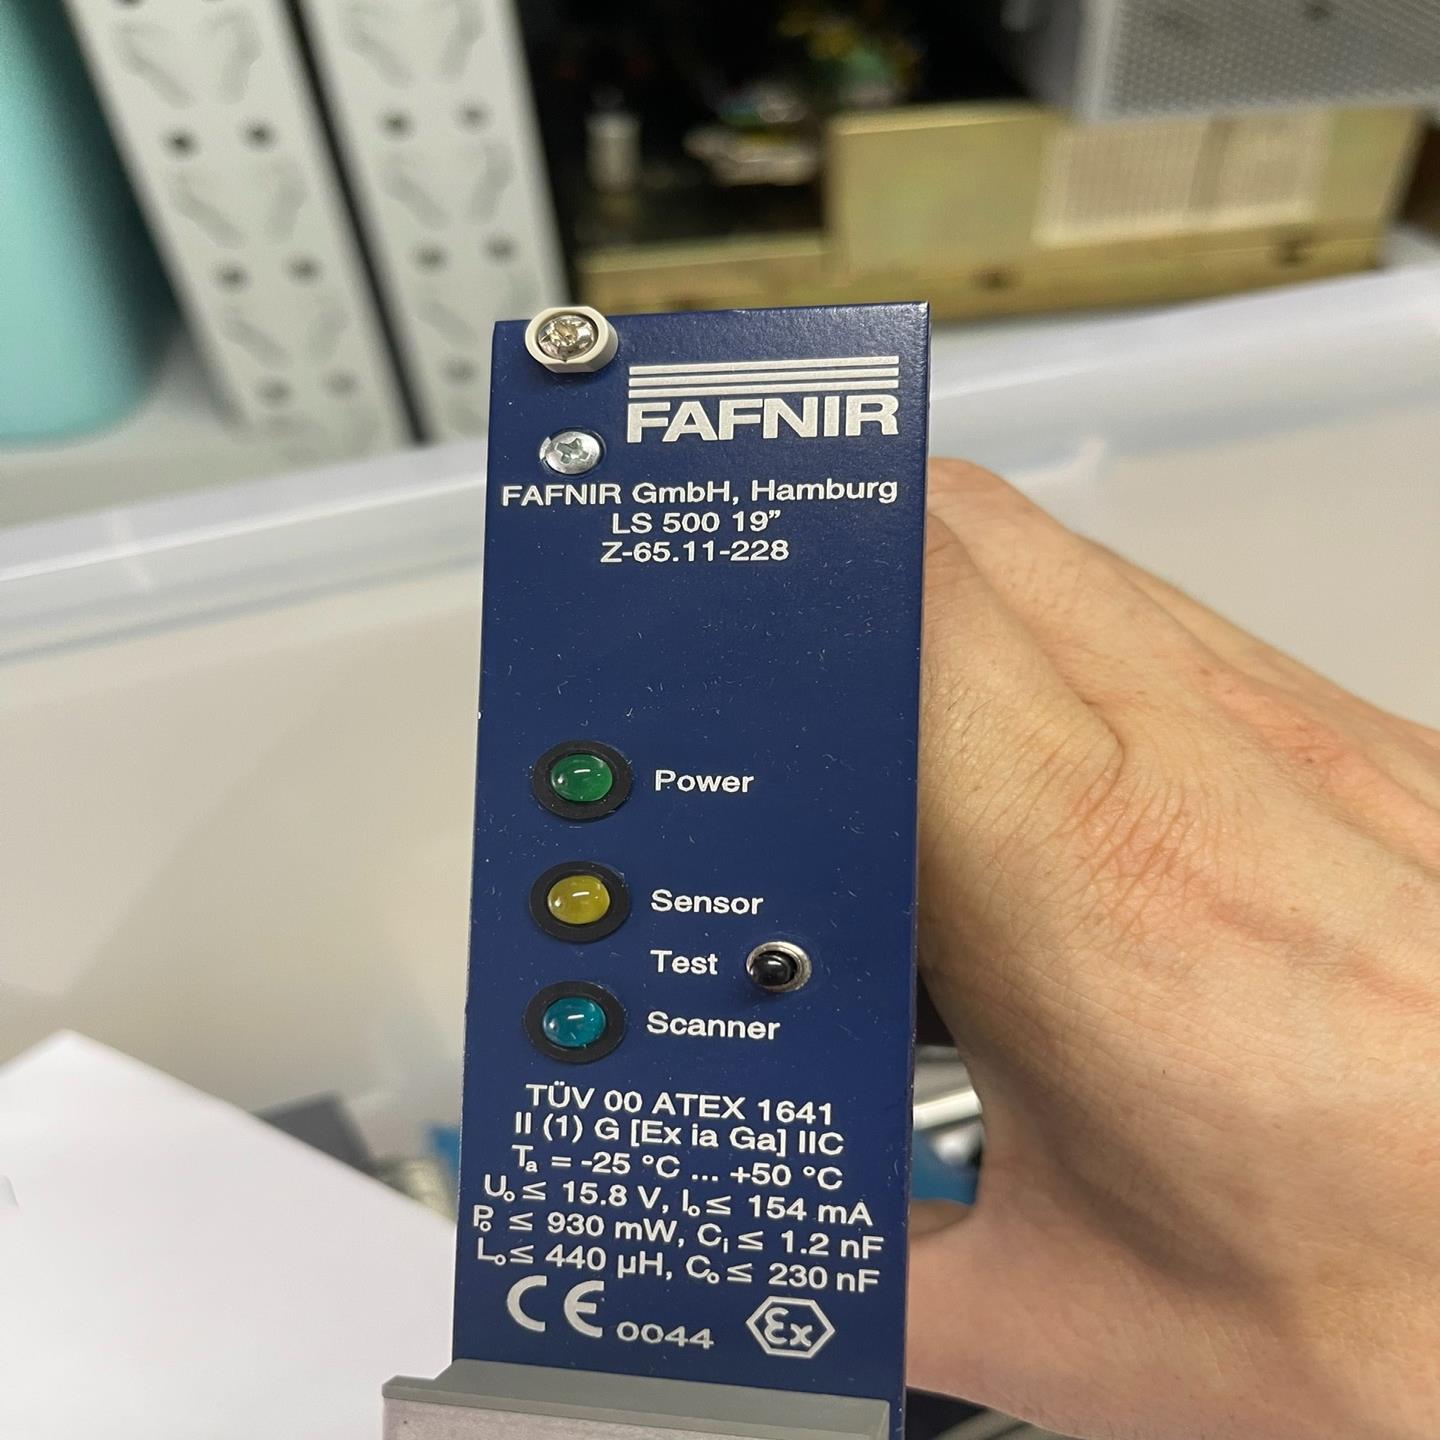 FAFNIR
FAFNIR GmbH, Hamburg
LS 500 19”
Z-65.11-228
Power
Sensor
Test
Scanner
TÜV 00 ATEX 1641
II (1) G [Ex ia Ga] IIC
Ta = -25 °C ... +50 °C
Uo ≤ 15.8 V, Io ≤ 154 mA
Po ≤ 930 mW, Ci ≤ 1.2 nF
Lo ≤ 440 µH, Co ≤ 230 nF
CE 0044 Ex